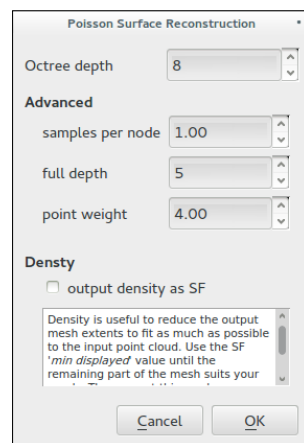 Poisson Surface Reconstruction
Octree depth 8
Advanced
samples per node 1.00
full depth 5
point weight 4.00
Densty
output density as SF
Density is useful to reduce the output
mesh extents to fit as much as possible
to the input point cloud. Use the SF
'min displayed' value until the
remaining part of the mesh suits your
Cancel OK